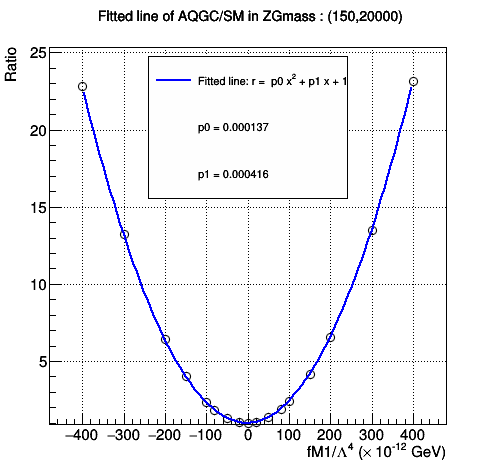 FItted line of AQGC/SM in ZGmass : (150,20000)
Ratio
25
20
15
10
5
Fitted line: r = p0 x² + p1 x + 1
p0 = 0.000137
p1 = 0.000416
−400 −300 −200 −100 0 100 200 300 400
fM1/Λ⁴ (× 10⁻¹² GeV)